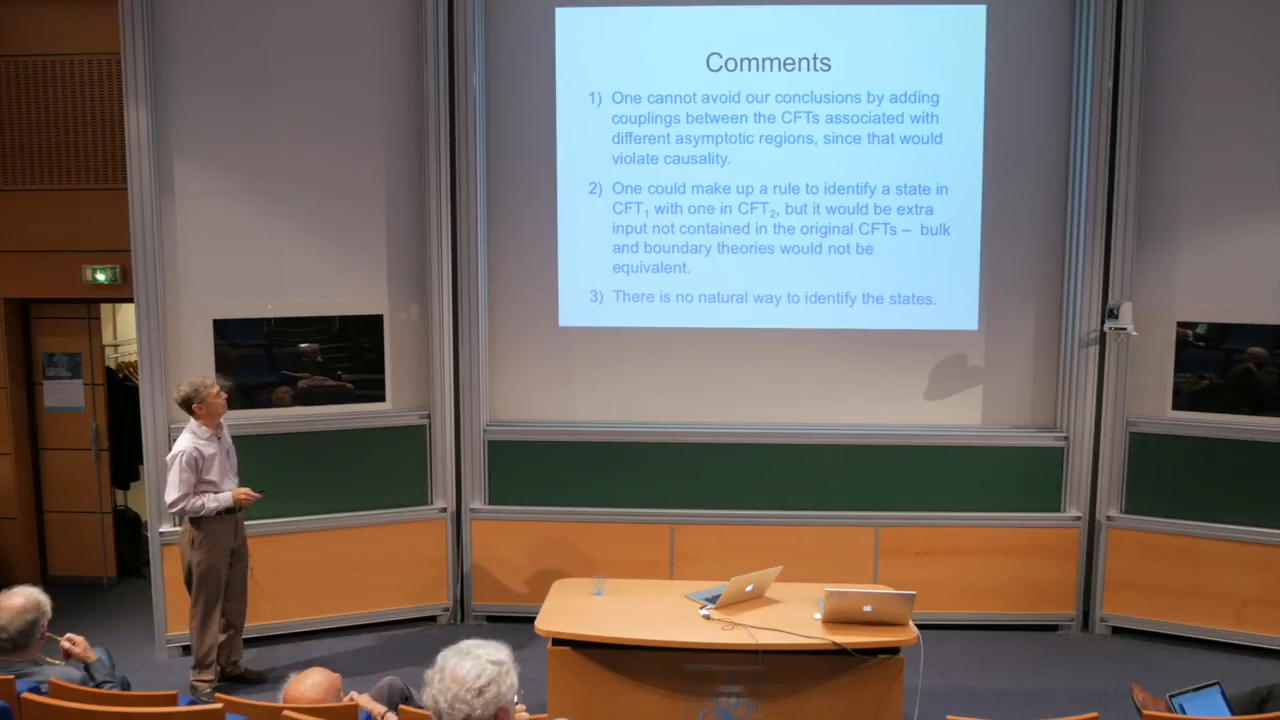 Comments
1) One cannot avoid our conclusions by adding
couplings between the CFTs associated with
different asymptotic regions, since that would
violate causality.
2) One could make up a rule to identify a state in
CFT₁ with one in CFT₂, but it would be extra
input not contained in the original CFTs – bulk
and boundary theories would not be
equivalent.
3) There is no natural way to identify the states.